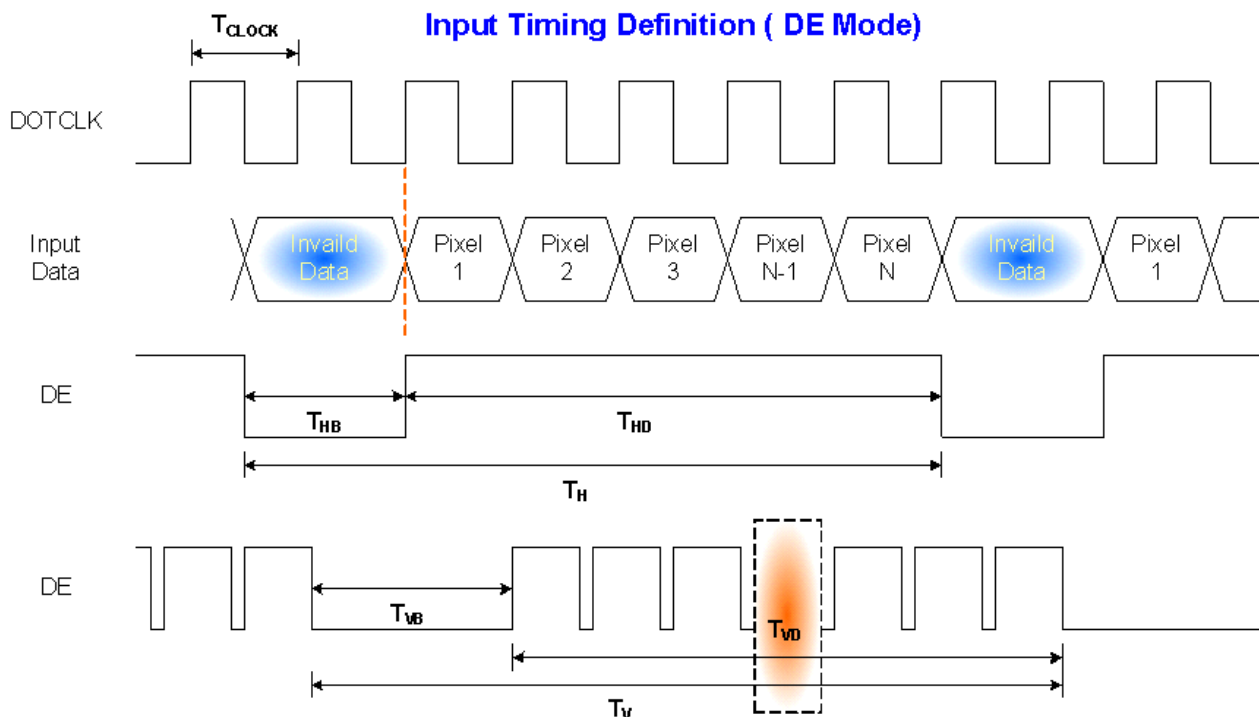 Input Timing Definition ( DE Mode)
TCLOCK
DOTCLK
Input
Data
Invaild
Data
Pixel
1
Pixel
2
Pixel
3
Pixel
N-1
Pixel
N
Invaild
Data
Pixel
1
DE
THB
THD
TH
DE
TVB
TVD
TV